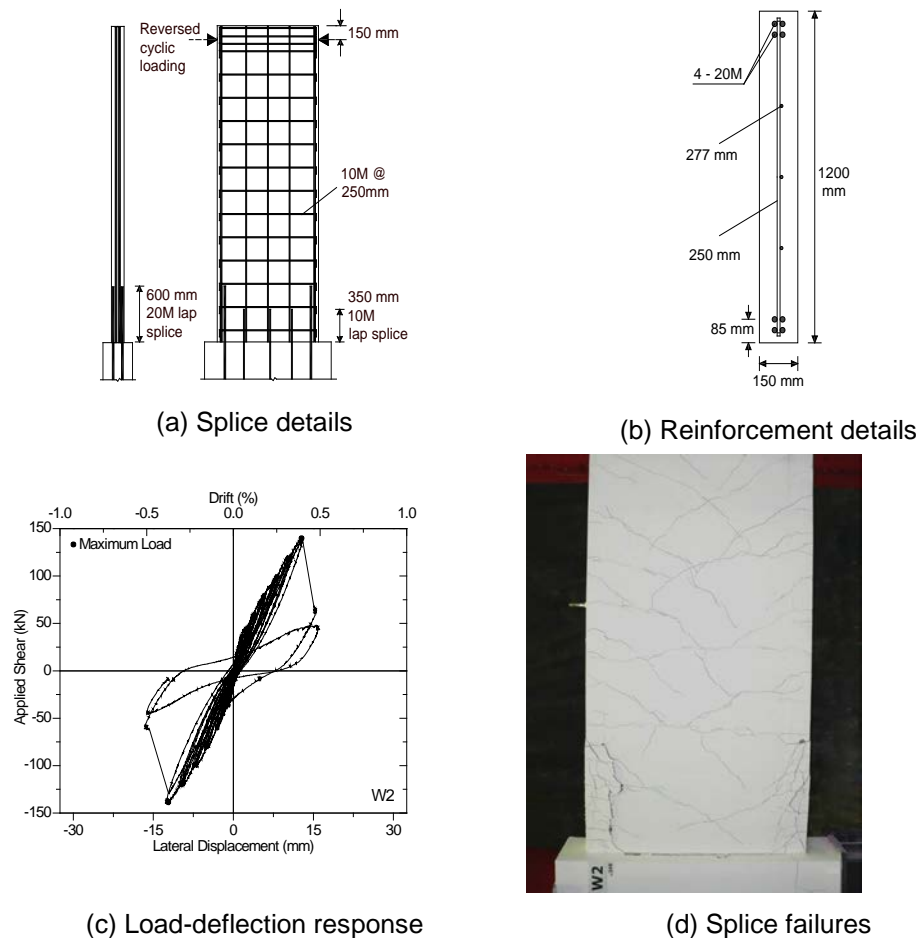 Reversed
cyclic
loading
150 mm
10M @
250mm
600 mm
20M lap
splice
350 mm
10M
lap splice
(a) Splice details
4 - 20M
277 mm
1200
mm
250 mm
85 mm
150 mm
(b) Reinforcement details
Drift (%)
-1.0 -0.5 0.0 0.5 1.0
150
100
50
0
-50
-100
-150
Maximum Load
Applied Shear (kN)
W2
-30 -15 0 15 30
Lateral Displacement (mm)
(c) Load-deflection response
W2
(d) Splice failures